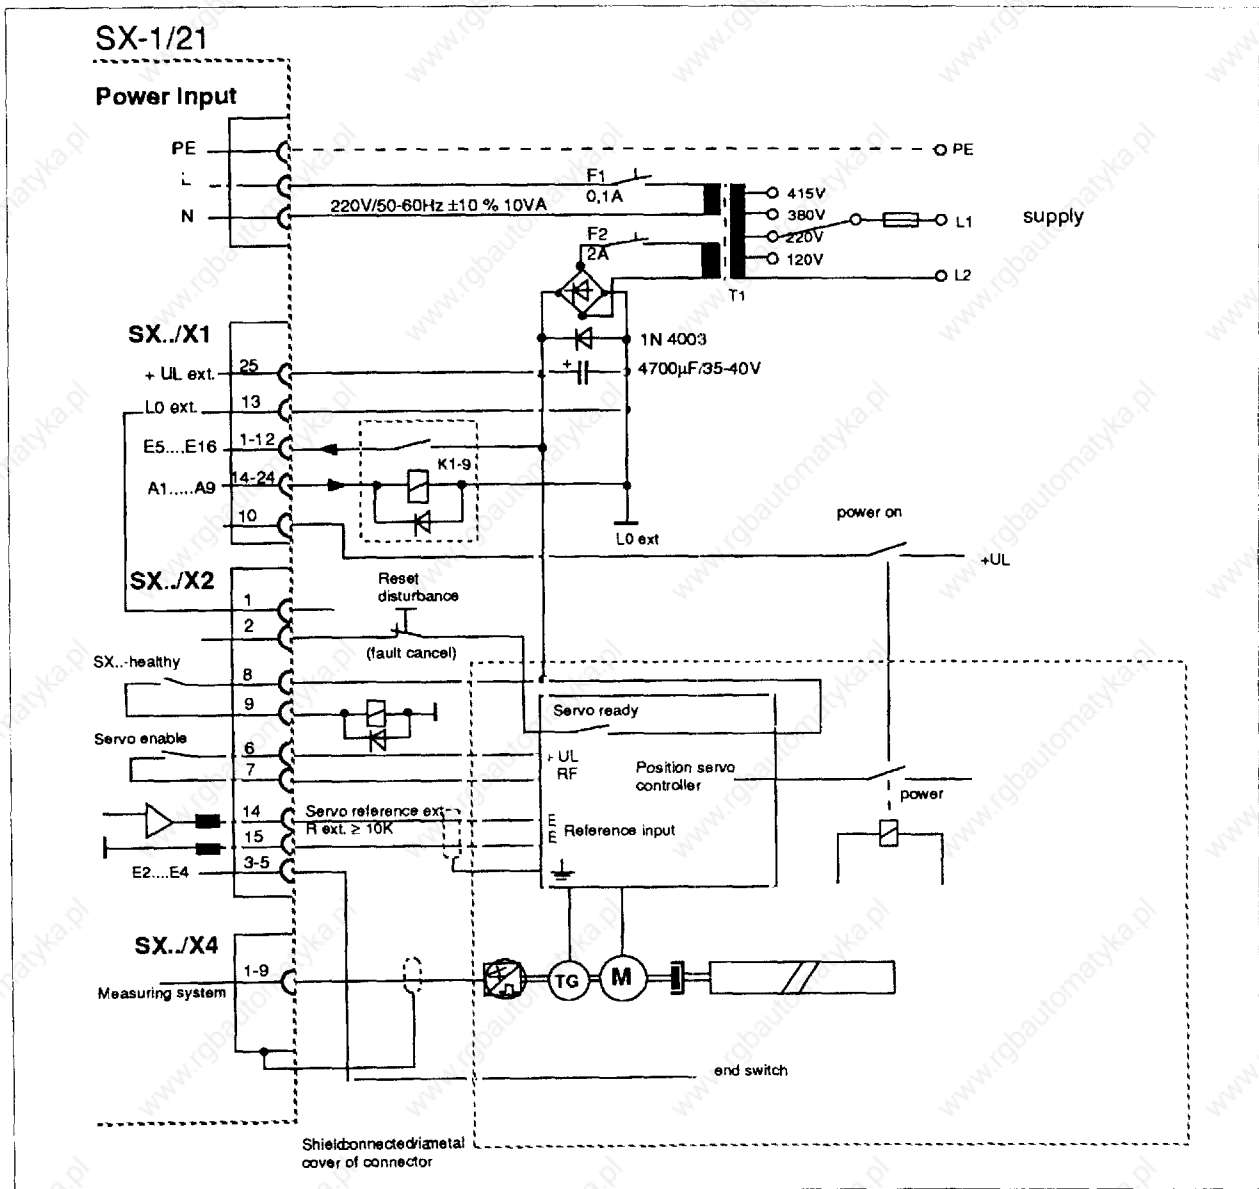 SX-1/21
Power Input
PE
PE
L
F1
0,1A
415V
N
220V/50-60Hz ±10 % 10VA
380V
L1
supply
F2
2A
220V
120V
L2
T1
SX../X1
1N 4003
+ UL ext.
25
4700µF/35-40V
L0 ext.
13
E5....E16
1-12
K1-9
A1.....A9
14-24
10
power on
L0 ext
+UL
SX../X2
Reset
disturbance
1
2
(fault cancel)
SX..-healthy
8
9
Servo ready
Servo enable
6
+ UL
7
RF
Position servo
controller
power
14
Servo reference ext
R ext. ≥ 10K
E
Reference input
15
E
3-5
E2....E4
SX../X4
1-9
TG
M
Measuring system
end switch
Shieldconnectedviametal
cover of connector
www.rgbautomatyka.pl